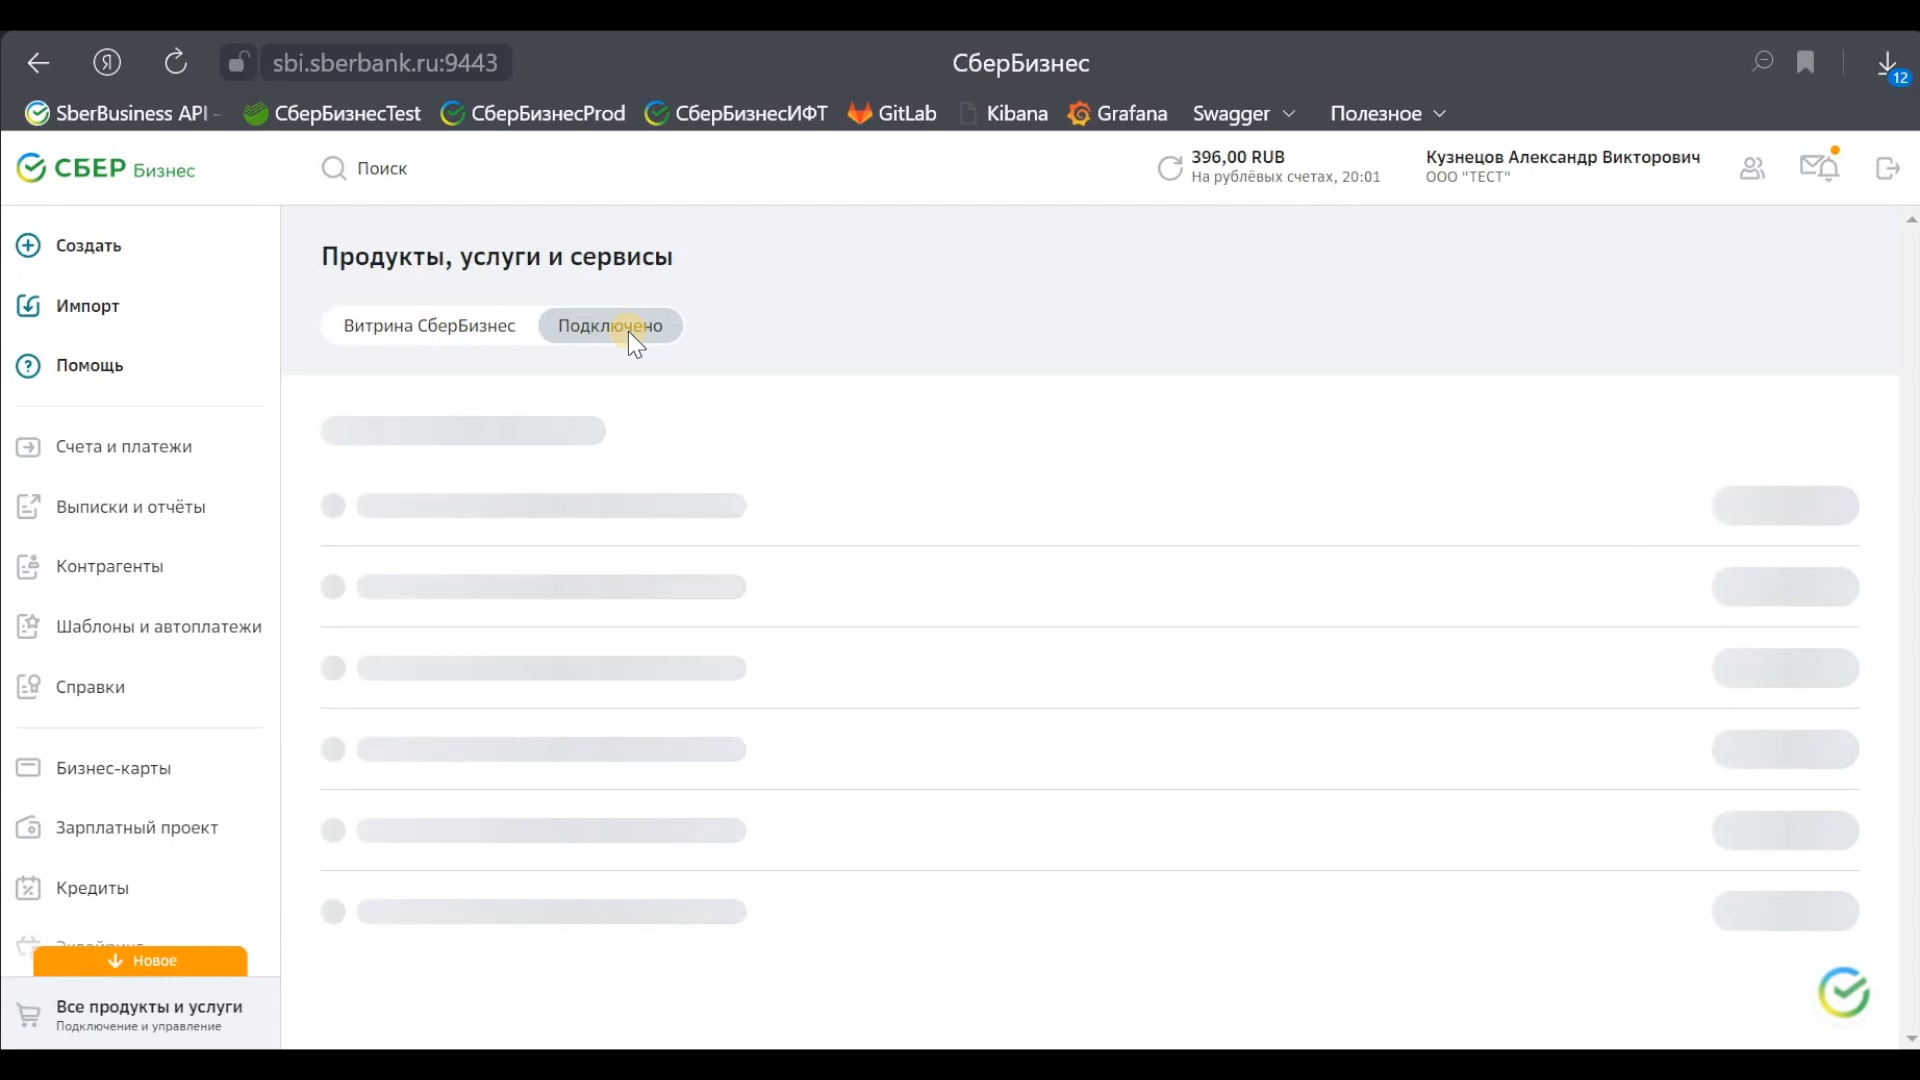 sbi.sberbank.ru:9443
СберБизнес
12
SberBusiness API -
СберБизнесTest
СберБизнесProd
СберБизнесИФТ
GitLab
Kibana
Grafana
Swagger
Полезное
СБЕР Бизнес
Поиск
396,00 RUB
На рублёвых счетах, 20:01
Кузнецов Александр Викторович
ООО "ТЕСТ"
Создать
Импорт
Помощь
Счета и платежи
Выписки и отчёты
Контрагенты
Шаблоны и автоплатежи
Справки
Бизнес-карты
Зарплатный проект
Кредиты
Новое
Все продукты и услуги
Подключение и управление
Продукты, услуги и сервисы
Витрина СберБизнес
Подключено